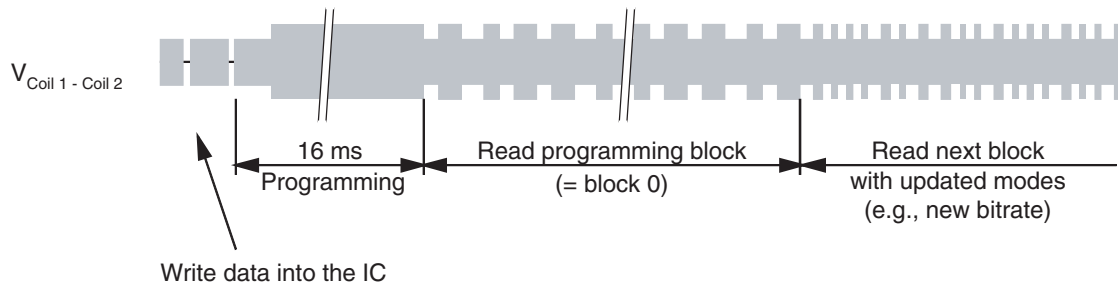 V Coil 1 - Coil 2
16 ms
Programming
Read programming block
(= block 0)
Read next block
with updated modes
(e.g., new bitrate)
Write data into the IC